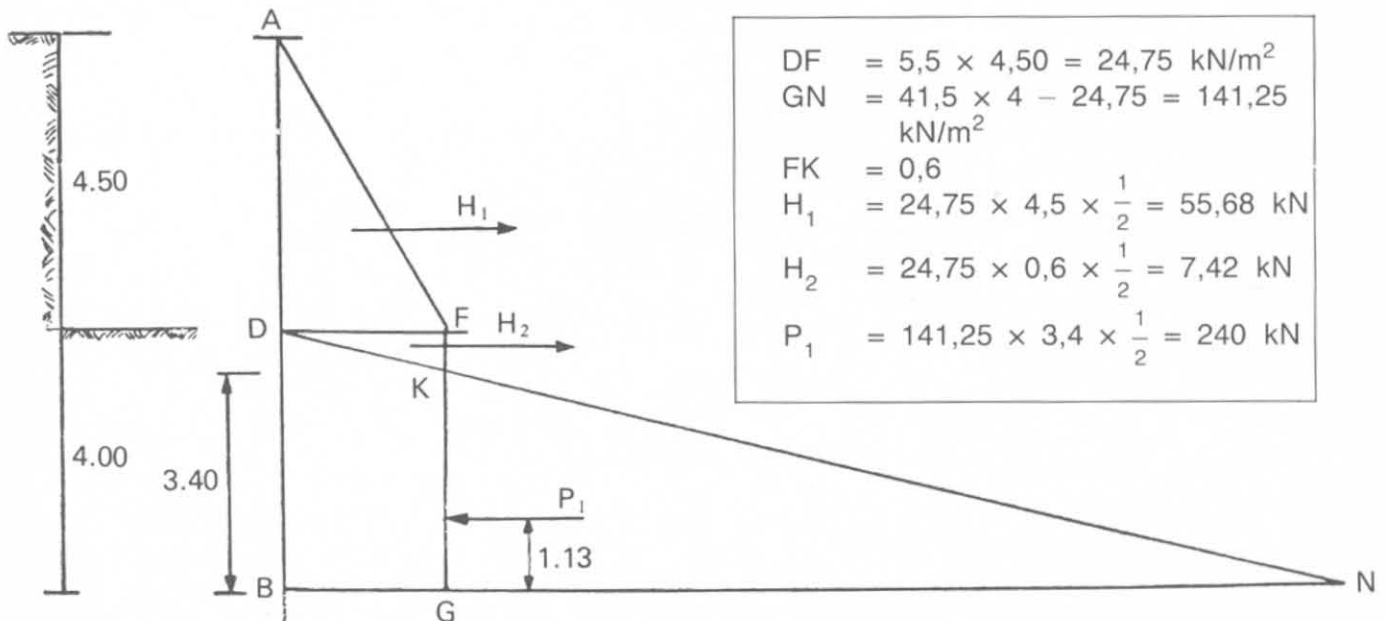 A
4.50
H₁
D
F
H₂
K
4.00
3.40
P₁
1.13
B
G
N
DF = 5,5 × 4,50 = 24,75 kN/m²
GN = 41,5 × 4 − 24,75 = 141,25
kN/m²
FK = 0,6
H₁ = 24,75 × 4,5 × 1/2 = 55,68 kN
H₂ = 24,75 × 0,6 × 1/2 = 7,42 kN
P₁ = 141,25 × 3,4 × 1/2 = 240 kN